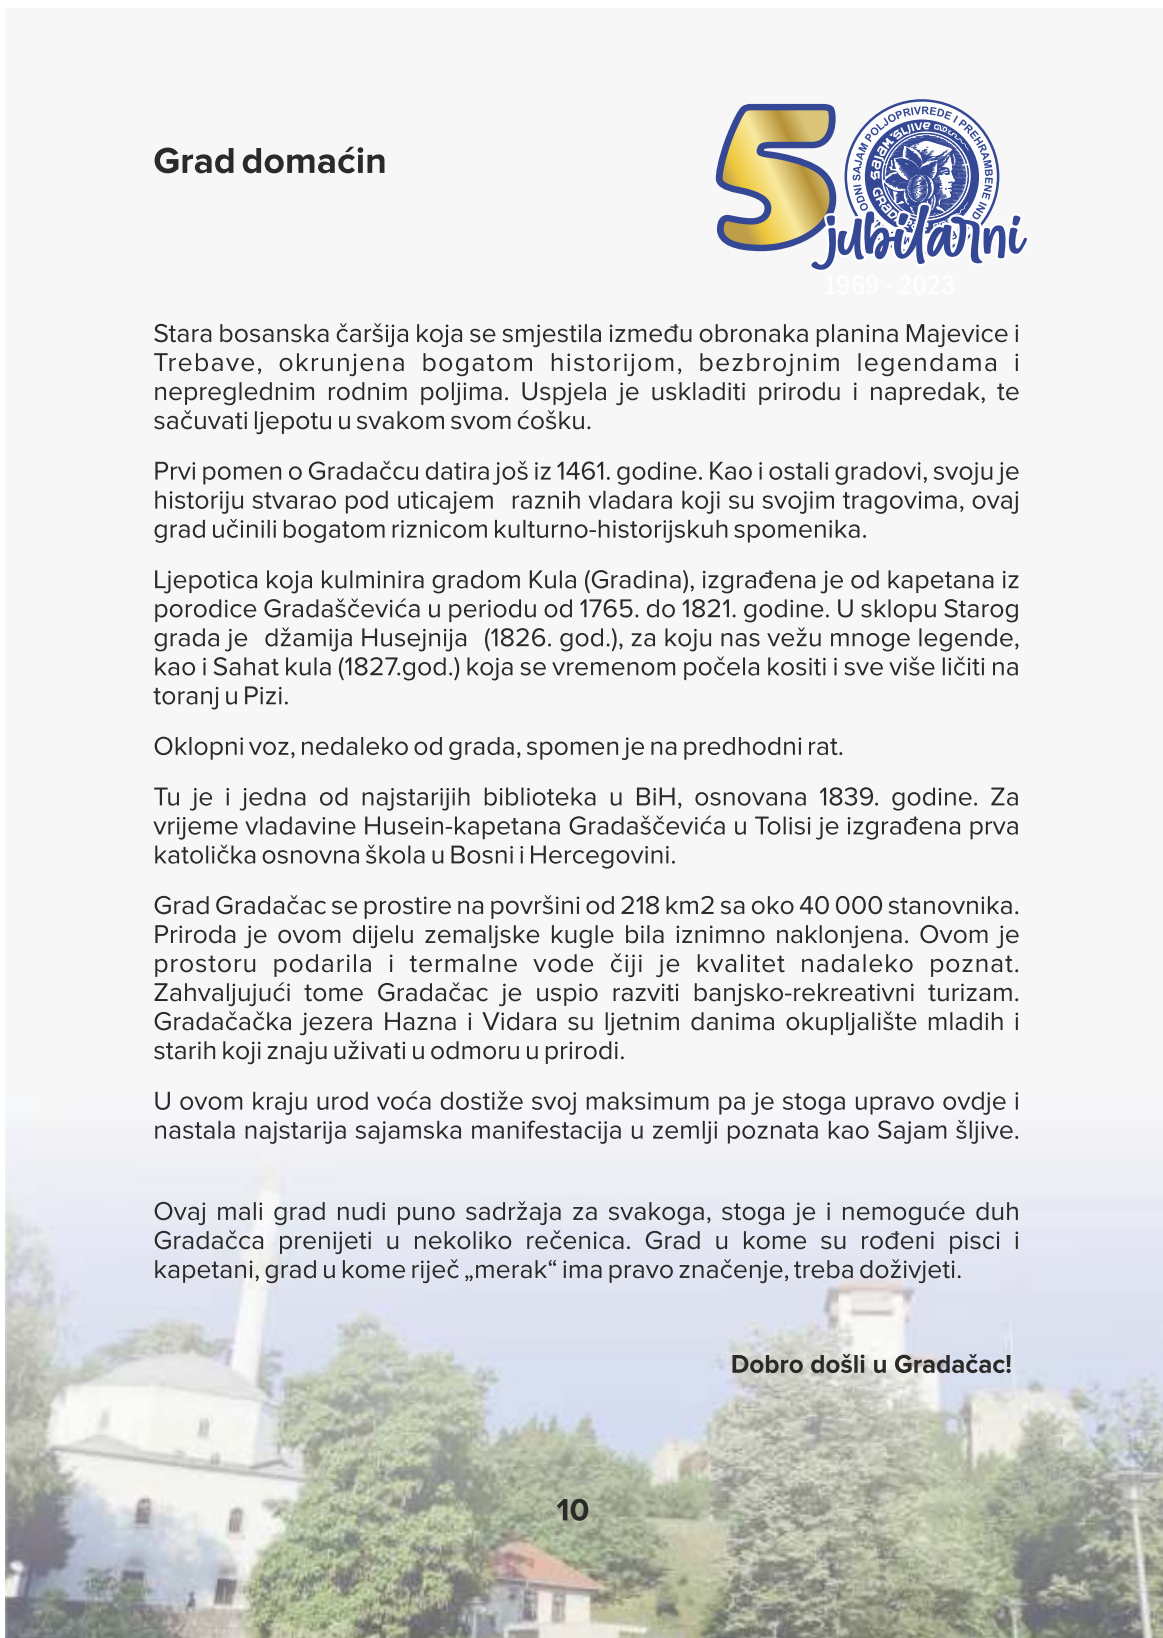 Grad domaćin
5
ODNI SAJAM POLJOPRIVREDE I PREHRAMBENE IND
SAJAM ŠLJIVE
jubilarni
1969 - 2023
Stara bosanska čaršija koja se smjestila između obronaka planina Majevice i
Trebave, okrunjena bogatom historijom, bezbrojnim legendama i
nepreglednim rodnim poljima. Uspjela je uskladiti prirodu i napredak, te
sačuvati ljepotu u svakom svom ćošku.
Prvi pomen o Gradačcu datira još iz 1461. godine. Kao i ostali gradovi, svoju je
historiju stvarao pod uticajem raznih vladara koji su svojim tragovima, ovaj
grad učinili bogatom riznicom kulturno-historijskuh spomenika.
Ljepotica koja kulminira gradom Kula (Gradina), izgrađena je od kapetana iz
porodice Gradaščevića u periodu od 1765. do 1821. godine. U sklopu Starog
grada je džamija Husejnija (1826. god.), za koju nas vežu mnoge legende,
kao i Sahat kula (1827.god.) koja se vremenom počela kositi i sve više ličiti na
toranj u Pizi.
Oklopni voz, nedaleko od grada, spomen je na predhodni rat.
Tu je i jedna od najstarijih biblioteka u BiH, osnovana 1839. godine. Za
vrijeme vladavine Husein-kapetana Gradaščevića u Tolisi je izgrađena prva
katolička osnovna škola u Bosni i Hercegovini.
Grad Gradačac se prostire na površini od 218 km2 sa oko 40 000 stanovnika.
Priroda je ovom dijelu zemaljske kugle bila iznimno naklonjena. Ovom je
prostoru podarila i termalne vode čiji je kvalitet nadaleko poznat.
Zahvaljujući tome Gradačac je uspio razviti banjsko-rekreativni turizam.
Gradačačka jezera Hazna i Vidara su ljetnim danima okupljalište mladih i
starih koji znaju uživati u odmoru u prirodi.
U ovom kraju urod voća dostiže svoj maksimum pa je stoga upravo ovdje i
nastala najstarija sajamska manifestacija u zemlji poznata kao Sajam šljive.
Ovaj mali grad nudi puno sadržaja za svakoga, stoga je i nemoguće duh
Gradačca prenijeti u nekoliko rečenica. Grad u kome su rođeni pisci i
kapetani, grad u kome riječ „merak“ ima pravo značenje, treba doživjeti.
Dobro došli u Gradačac!
10